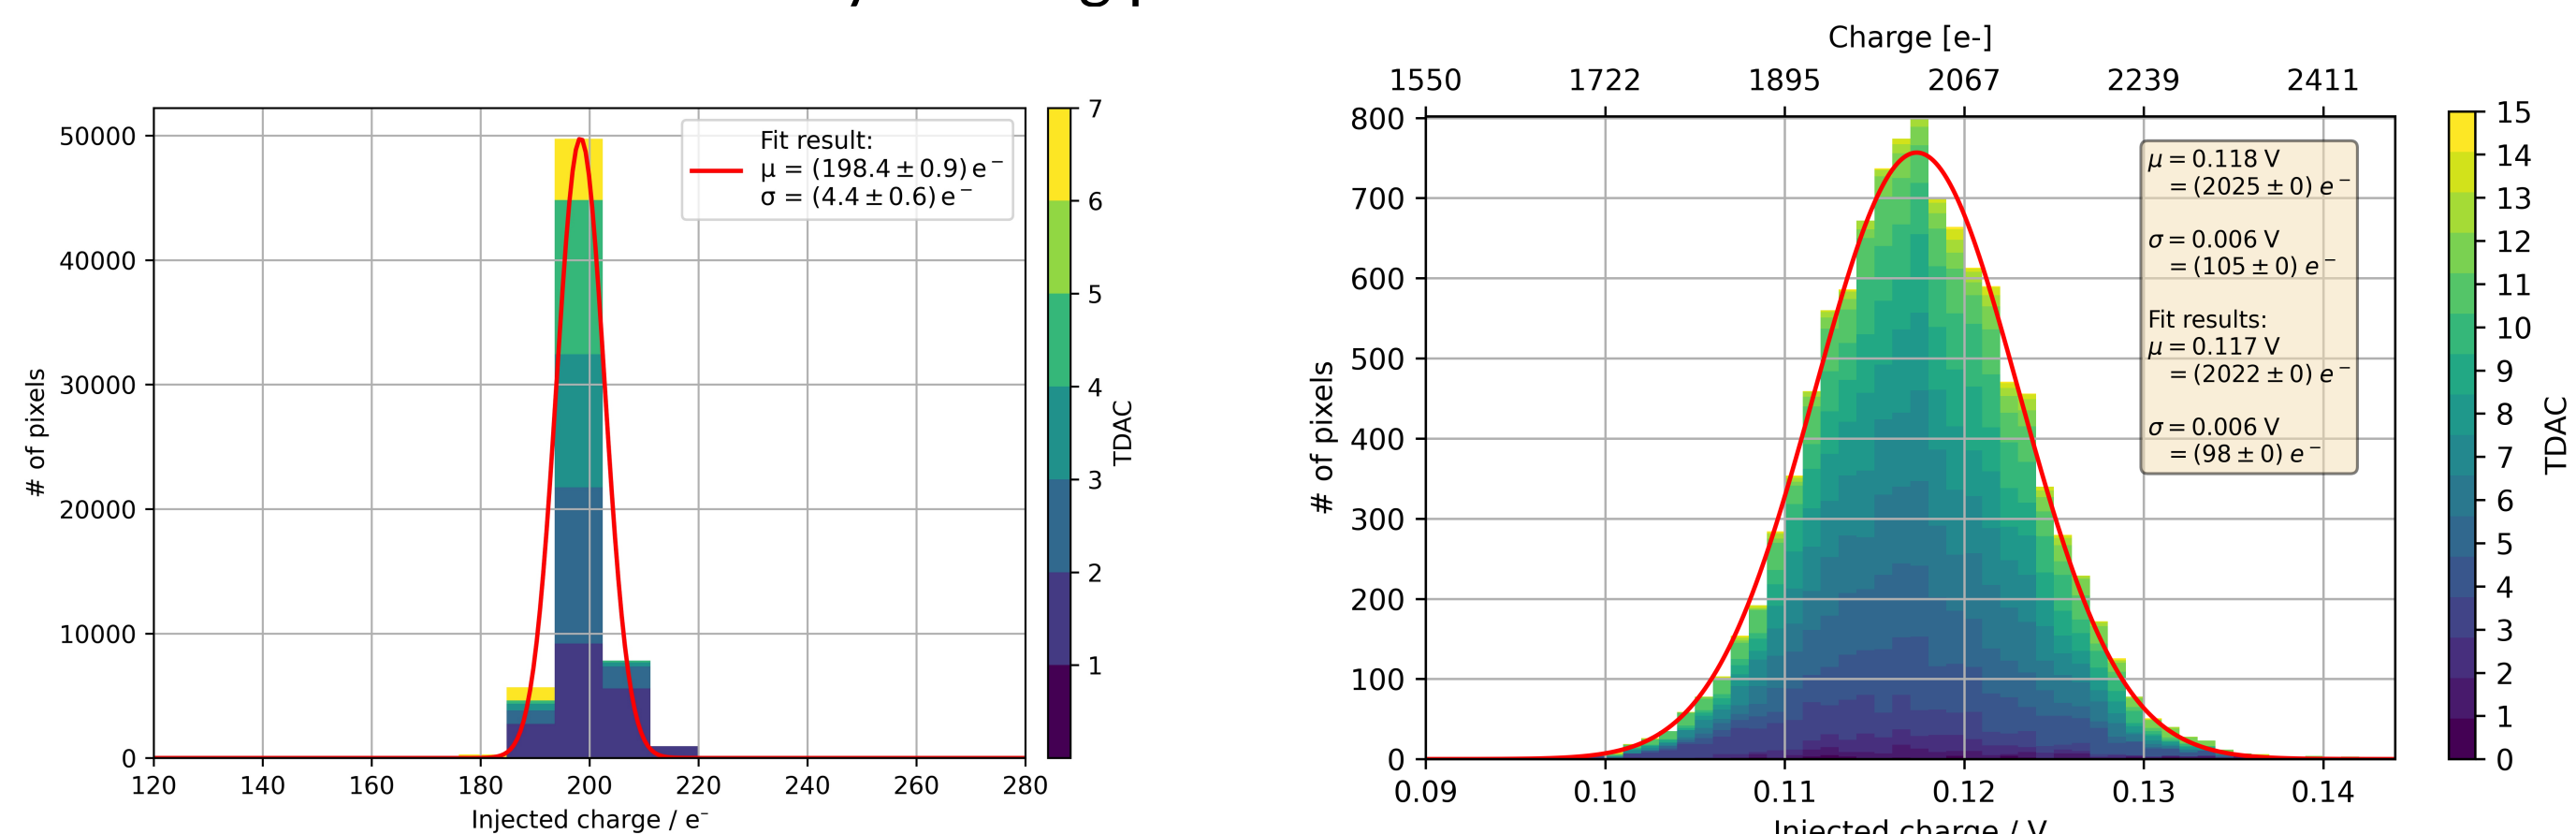 Fit result:
μ = (198.4 ± 0.9) e⁻
σ = (4.4 ± 0.6) e⁻
50000
40000
30000
20000
10000
0
# of pixels
120 140 160 180 200 220 240 260 280
Injected charge / e⁻
7
6
5
4
3
2
1
TDAC
Charge [e-]
1550 1722 1895 2067 2239 2411
800
700
600
500
400
300
200
100
0
# of pixels
μ = 0.118 V
= (2025 ± 0) e⁻
σ = 0.006 V
= (105 ± 0) e⁻
Fit results:
μ = 0.117 V
= (2022 ± 0) e⁻
σ = 0.006 V
= (98 ± 0) e⁻
0.09 0.10 0.11 0.12 0.13 0.14
Injected charge / V
15
14
13
12
11
10
9
8
7
6
5
4
3
2
1
0
TDAC